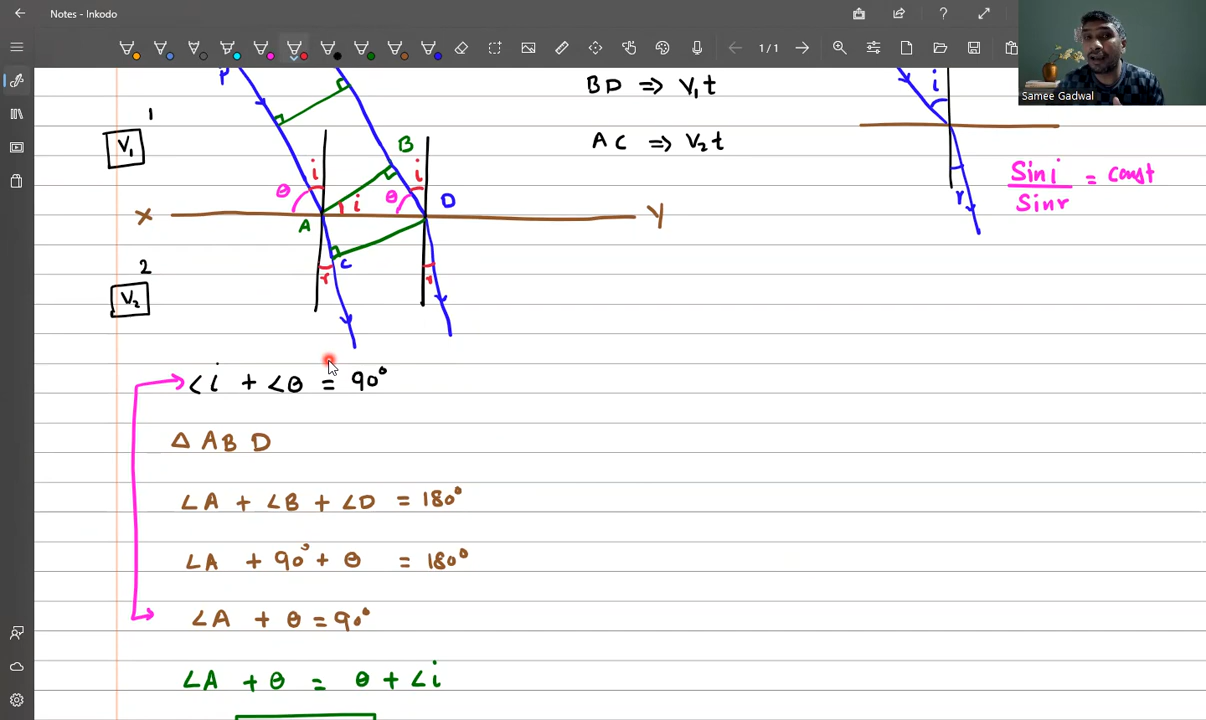 Notes - Inkodo
1/1
Samee Gadwal
P
BD ⇒ V₁t
i
1
V₁
B
AC ⇒ V₂t
i
i
θ
θ
D
i
Sin i / Sin r = const
r
X
A
Y
2
C
V₂
r
r
∠i + ∠θ = 90°
Δ ABD
∠A + ∠B + ∠D = 180°
∠A + 90° + θ = 180°
∠A + θ = 90°
∠A + θ = θ + ∠i